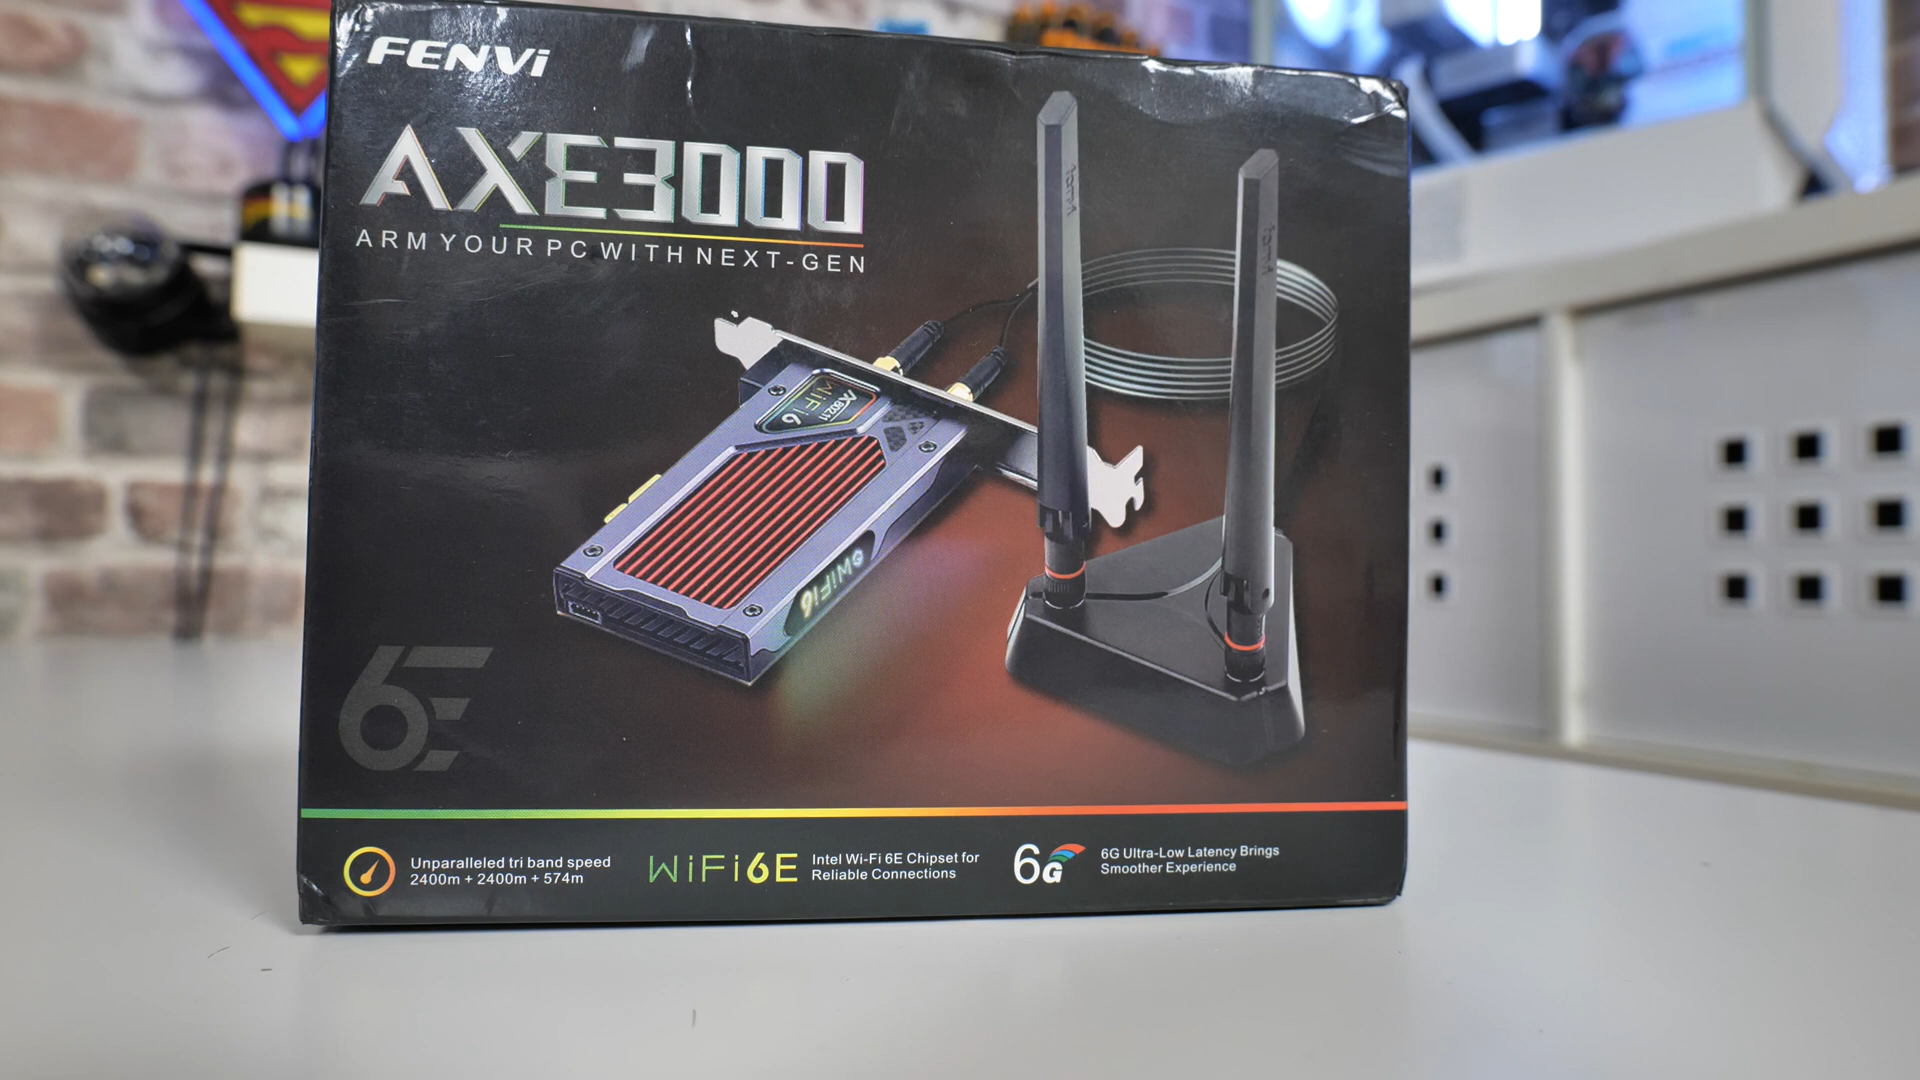 FENVi
AXE3000
ARM YOUR PC WITH NEXT-GEN
WiFi6
AX80211
WiFi6
6E
Unparalleled tri band speed
2400m + 2400m + 574m
WiFi6E
Intel Wi-Fi 6E Chipset for
Reliable Connections
6G
6G Ultra-Low Latency Brings
Smoother Experience